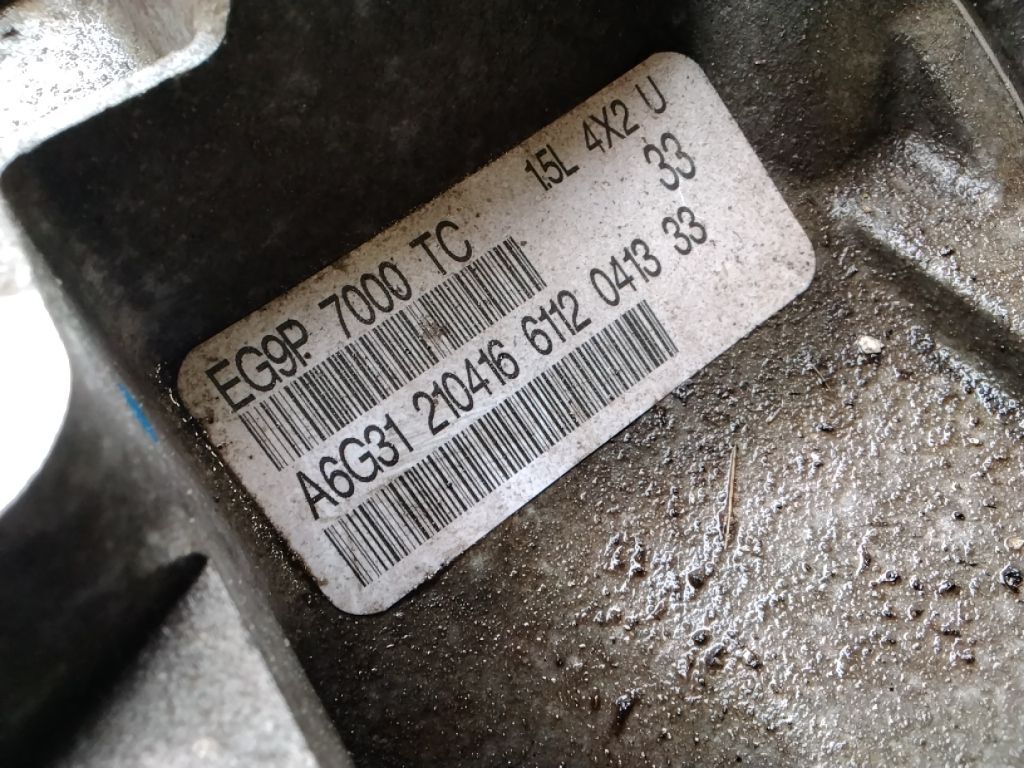 EG9P 7000 TC 1.5L 4X2 U
33
A6G31 210416 6112 0413 33